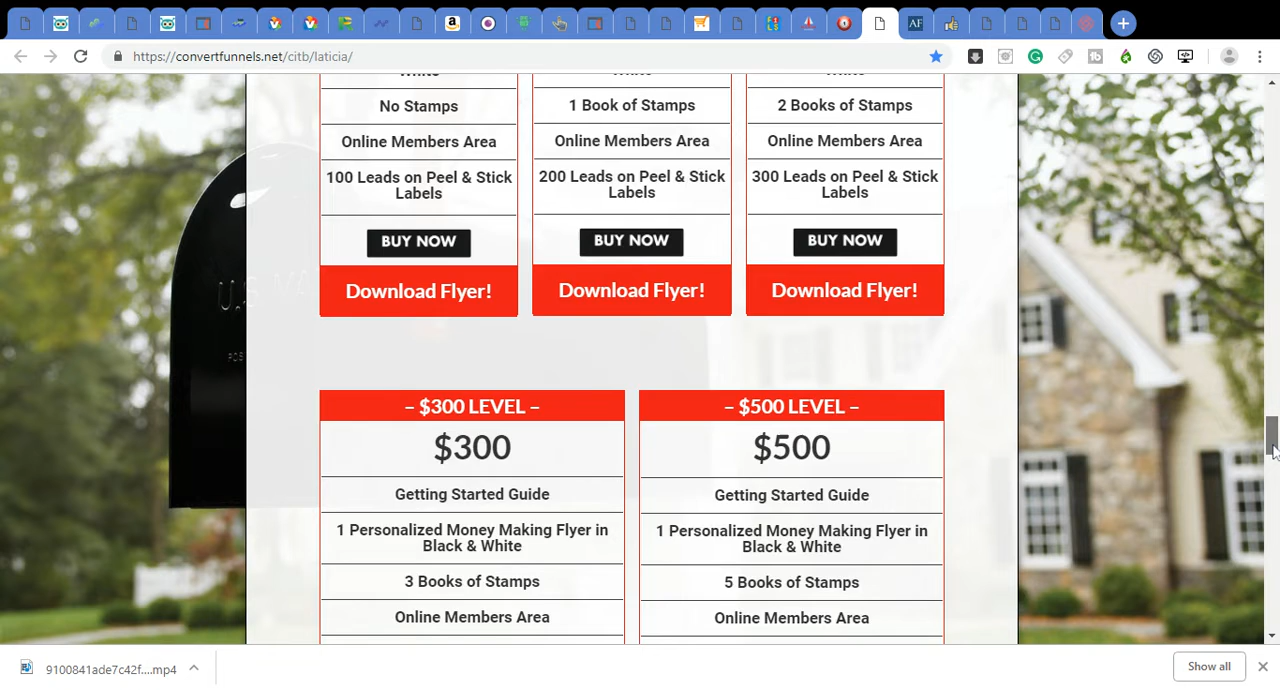 https://convertfunnels.net/citb/laticia/
White
No Stamps
1 Book of Stamps
2 Books of Stamps
Online Members Area
Online Members Area
Online Members Area
100 Leads on Peel & Stick
Labels
200 Leads on Peel & Stick
Labels
300 Leads on Peel & Stick
Labels
BUY NOW
BUY NOW
BUY NOW
Download Flyer!
Download Flyer!
Download Flyer!
– $300 LEVEL –
$300
Getting Started Guide
1 Personalized Money Making Flyer in
Black & White
3 Books of Stamps
Online Members Area
– $500 LEVEL –
$500
Getting Started Guide
1 Personalized Money Making Flyer in
Black & White
5 Books of Stamps
Online Members Area
9100841ade7c42f....mp4
Show all